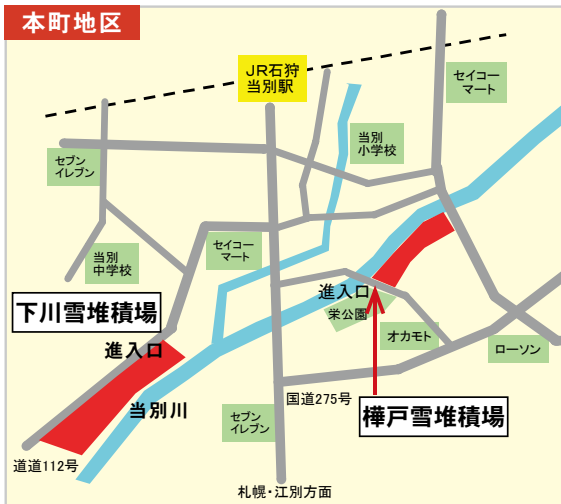 本町地区
JR石狩
当別駅
セイコー
マート
当別
小学校
セブン
イレブン
当別
中学校
セイコー
マート
下川雪堆積場
進入口
進入口
栄公園
オカモト
ローソン
当別川
国道275号
樺戸雪堆積場
セブン
イレブン
道道112号
札幌・江別方面